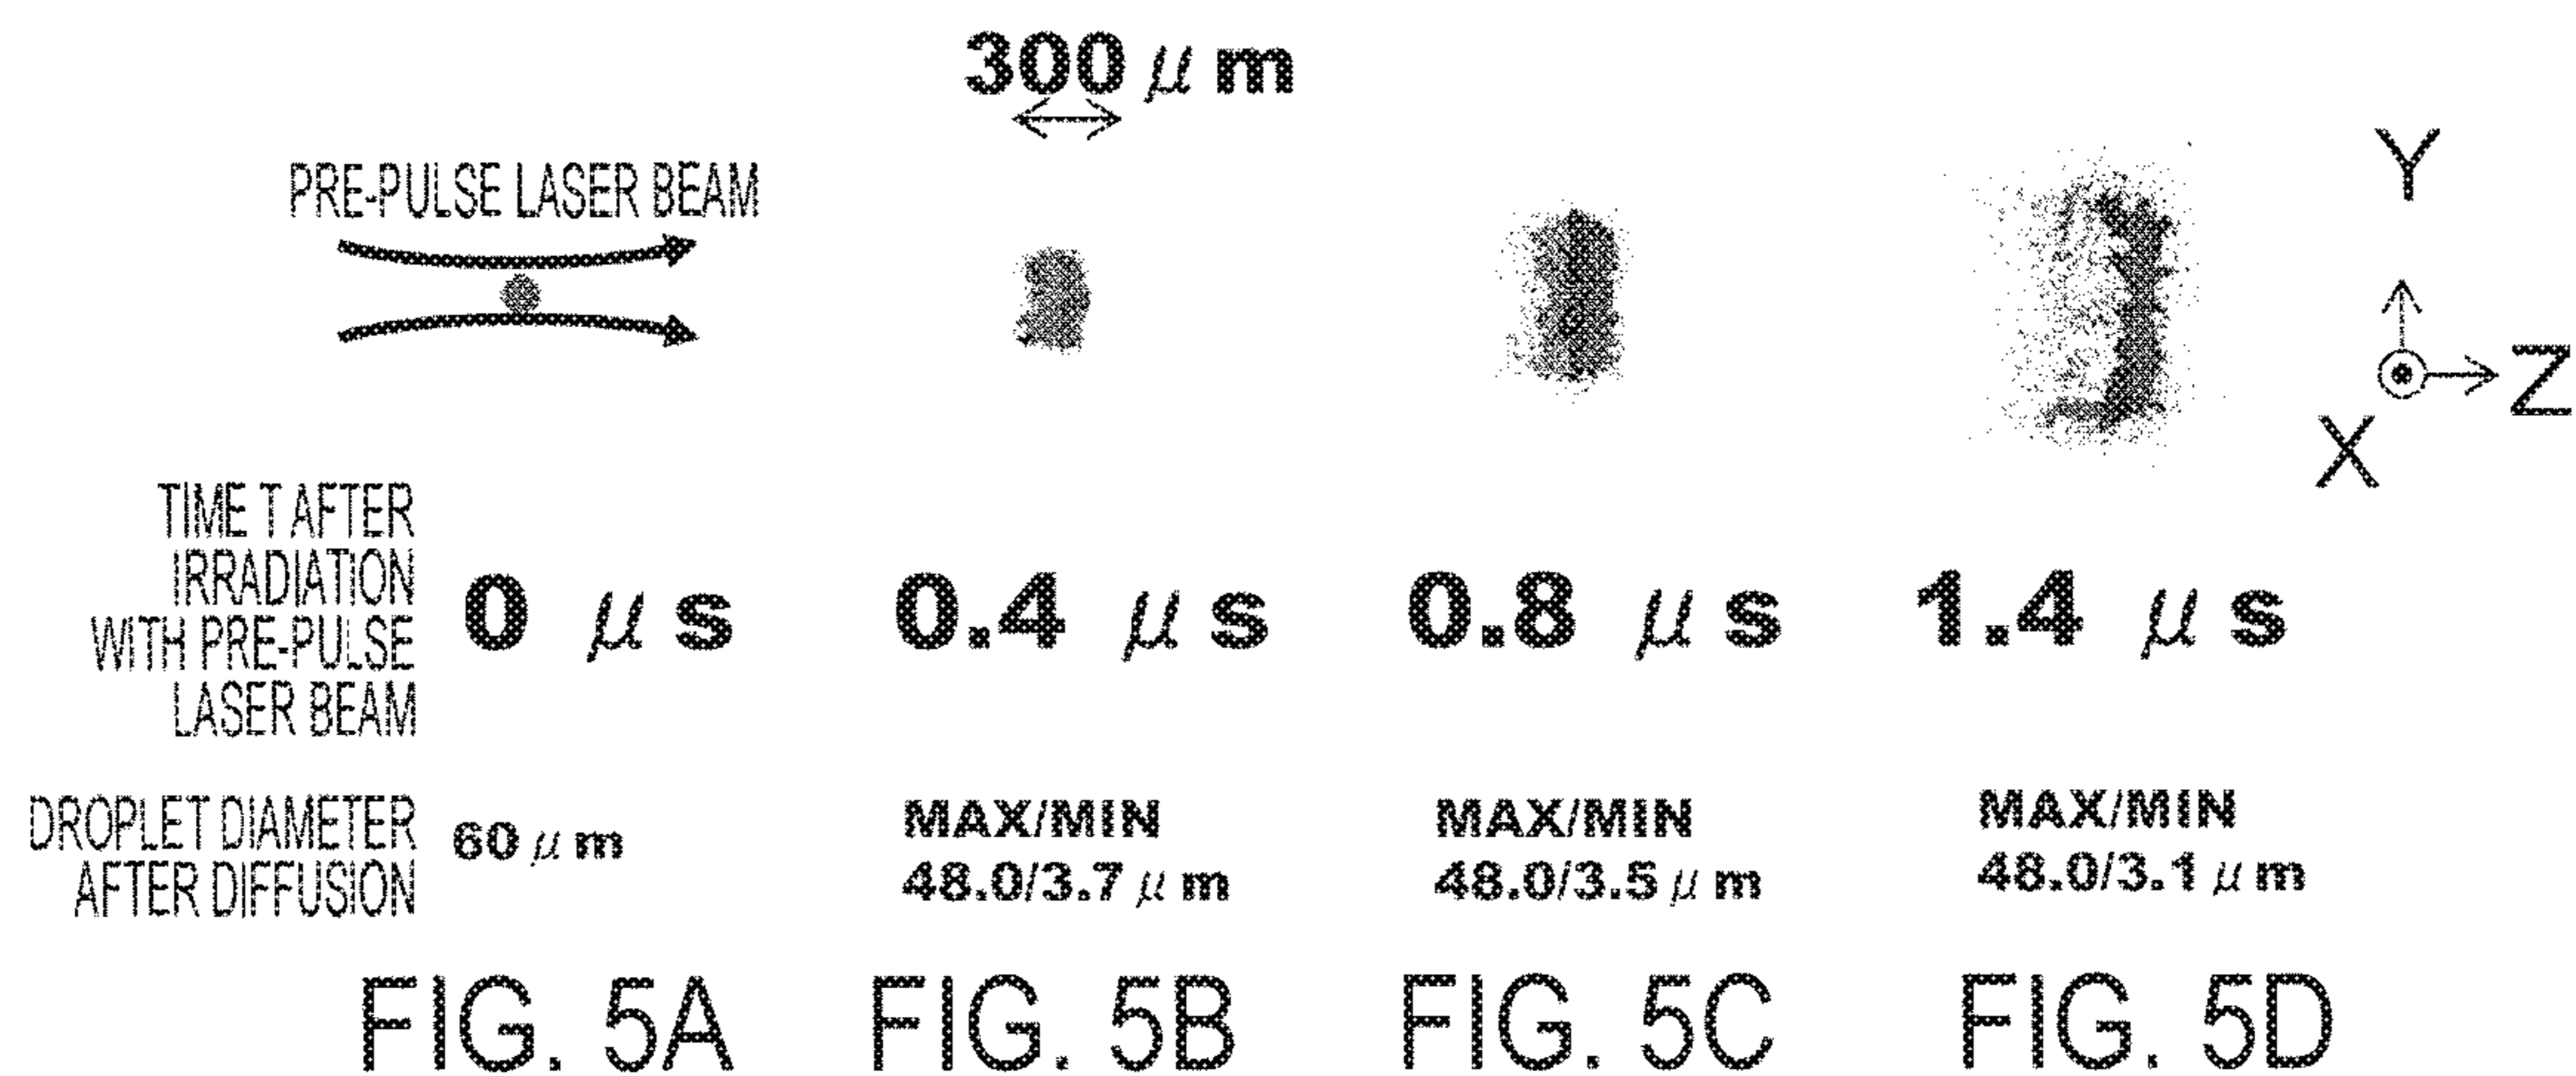 300 μm
PRE-PULSE LASER BEAM
Y
Z
X
TIME T AFTER
IRRADIATION
WITH PRE-PULSE
LASER BEAM
0 μs
0.4 μs
0.8 μs
1.4 μs
DROPLET DIAMETER
AFTER DIFFUSION
60 μm
MAX/MIN
48.0/3.7 μm
MAX/MIN
48.0/3.5 μm
MAX/MIN
48.0/3.1 μm
FIG. 5A
FIG. 5B
FIG. 5C
FIG. 5D